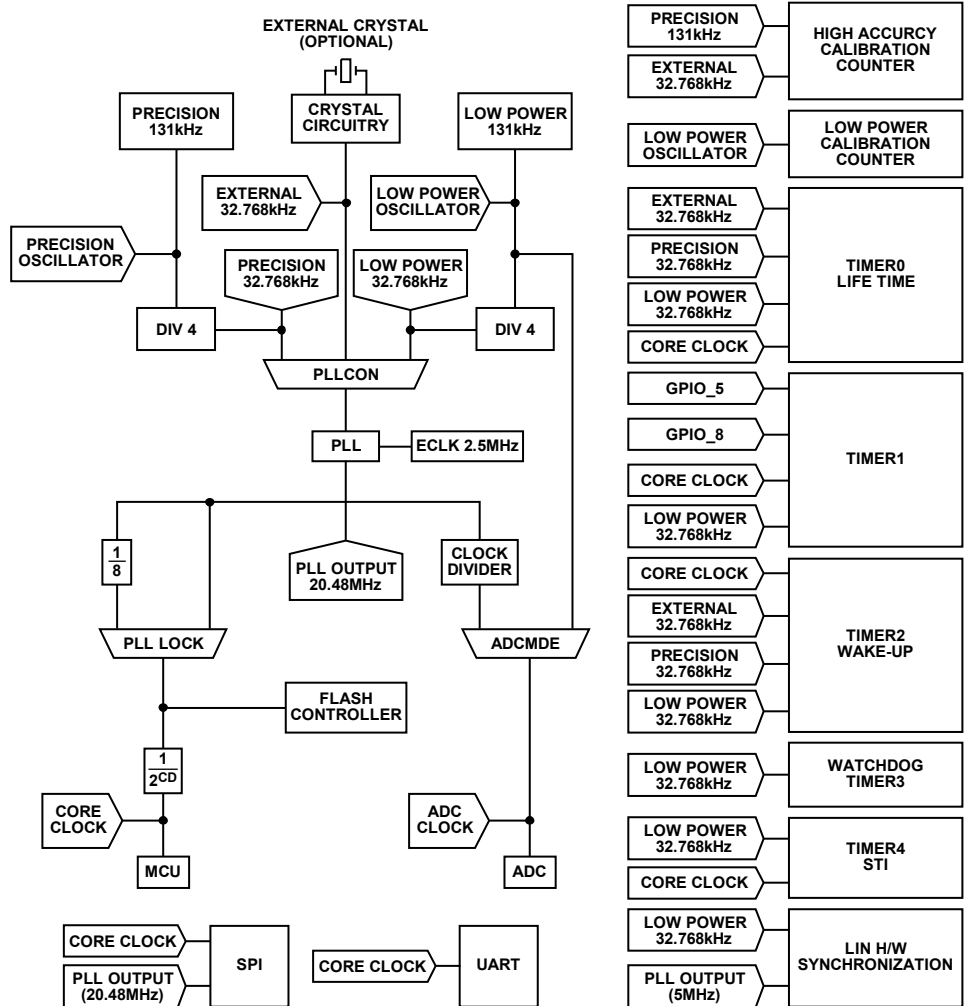 EXTERNAL CRYSTAL
(OPTIONAL)
PRECISION
131kHz
CRYSTAL
CIRCUITRY
LOW POWER
131kHz
EXTERNAL
32.768kHz
LOW POWER
OSCILLATOR
PRECISION
OSCILLATOR
PRECISION
32.768kHz
LOW POWER
32.768kHz
DIV 4
DIV 4
PLLCON
PLL
ECLK 2.5MHz
1
8
PLL OUTPUT
20.48MHz
CLOCK
DIVIDER
PLL LOCK
ADCMDE
FLASH
CONTROLLER
1
2CD
CORE
CLOCK
ADC
CLOCK
MCU
ADC
CORE CLOCK
PLL OUTPUT
(20.48MHz)
SPI
CORE CLOCK
UART
PRECISION
131kHz
EXTERNAL
32.768kHz
HIGH ACCURCY
CALIBRATION
COUNTER
LOW POWER
OSCILLATOR
LOW POWER
CALIBRATION
COUNTER
EXTERNAL
32.768kHz
PRECISION
32.768kHz
LOW POWER
32.768kHz
CORE CLOCK
TIMER0
LIFE TIME
GPIO_5
GPIO_8
CORE CLOCK
LOW POWER
32.768kHz
TIMER1
CORE CLOCK
EXTERNAL
32.768kHz
PRECISION
32.768kHz
LOW POWER
32.768kHz
TIMER2
WAKE-UP
LOW POWER
32.768kHz
WATCHDOG
TIMER3
LOW POWER
32.768kHz
CORE CLOCK
TIMER4
STI
LOW POWER
32.768kHz
PLL OUTPUT
(5MHz)
LIN H/W
SYNCHRONIZATION